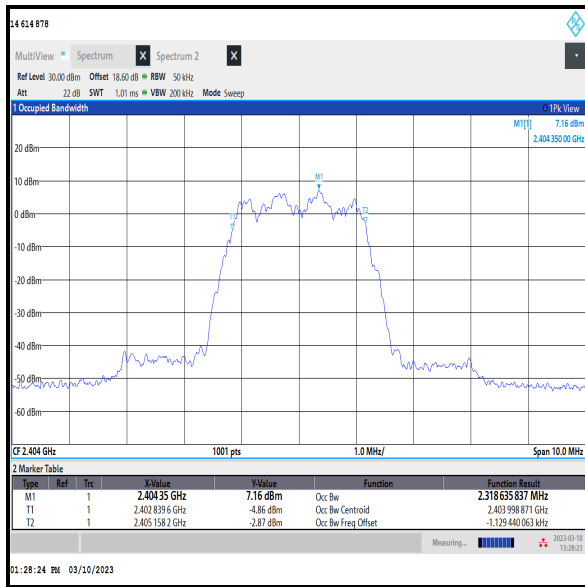 14 614 878
MultiView Spectrum X Spectrum 2 X
Ref Level 30.00 dBm Offset 18.60 dB RBW 50 kHz
Att 22 dB SWT 1.01 ms VBW 200 kHz Mode Sweep
1 Occupied Bandwidth 1Pk View
M1[1] 7.16 dBm
2.404 350 00 GHz
20 dBm
M1
10 dBm
T1
T2
0 dBm
-10 dBm
-20 dBm
-30 dBm
-40 dBm
-50 dBm
-60 dBm
CF 2.404 GHz 1001 pts 1.0 MHz/ Span 10.0 MHz
2 Marker Table
Type Ref Trc X-Value Y-Value Function Function Result
M1 1 2.404 35 GHz 7.16 dBm Occ Bw 2.318 635 837 MHz
T1 1 2.402 839 6 GHz -4.86 dBm Occ Bw Centroid 2.403 998 871 GHz
T2 1 2.405 158 2 GHz -2.87 dBm Occ Bw Freq Offset -1.129 440 063 kHz
Measuring... 2023-03-10
13:28:23
01:28:24 PM 03/10/2023